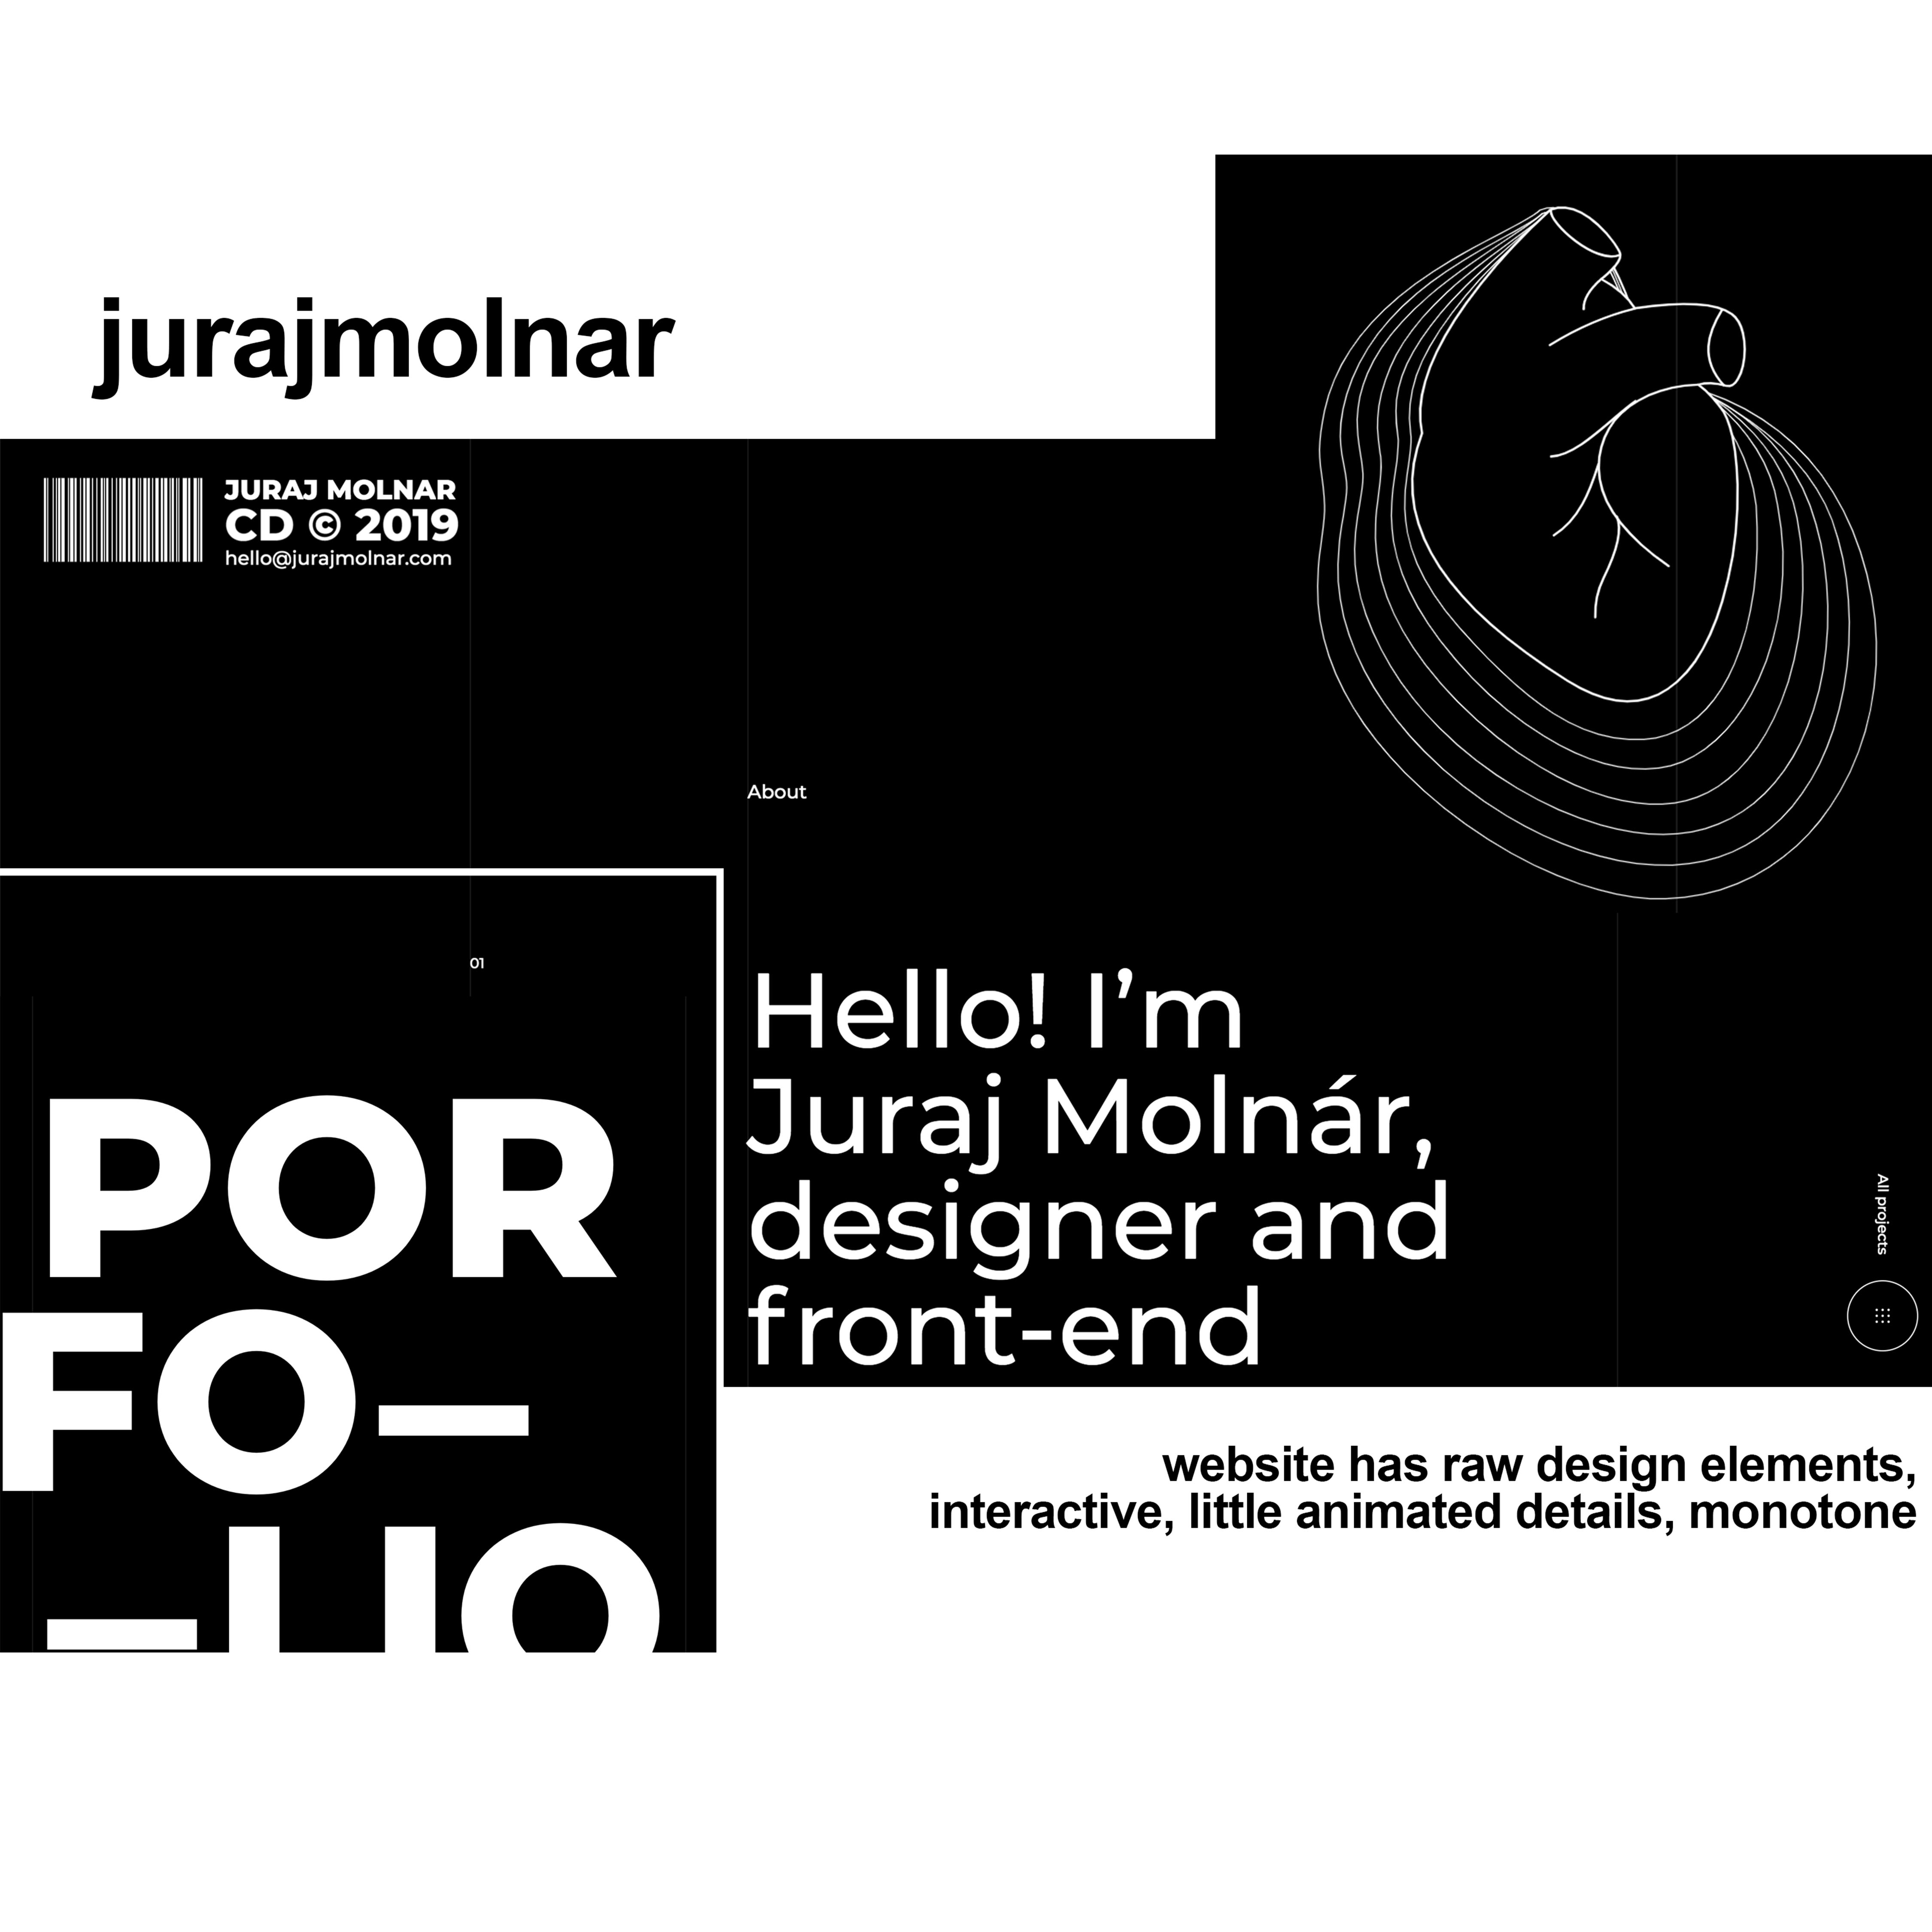 jurajmolnar
JURAJ MOLNAR
CD © 2019
hello@jurajmolnar.com
About
01
POR
FO—
—LIO
Hello! I’m
Juraj Molnár,
designer and
front-end
All projects
website has raw design elements,
interactive, little animated details, monotone